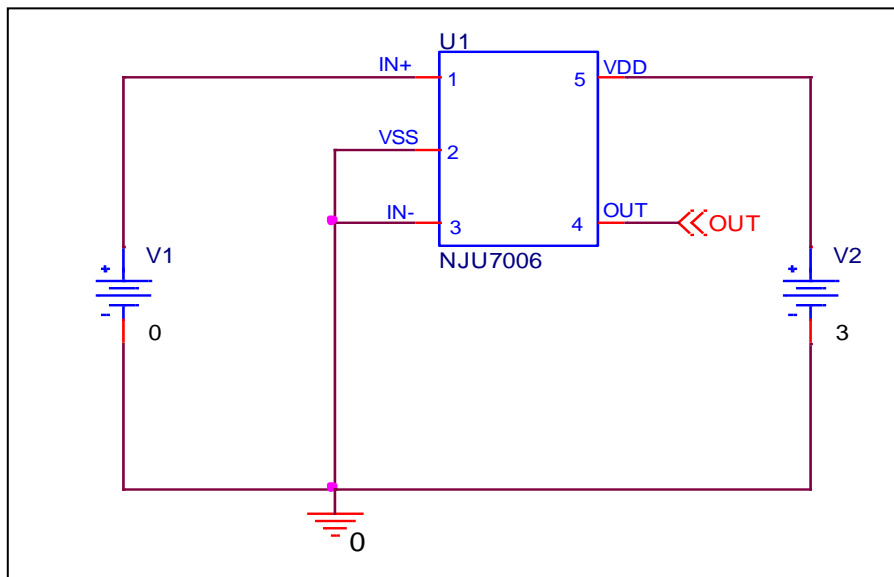 U1
IN+
1
5
VDD
VSS
2
IN-
3
4
OUT
OUT
NJU7006
V1
+
-
0
V2
+
-
3
0